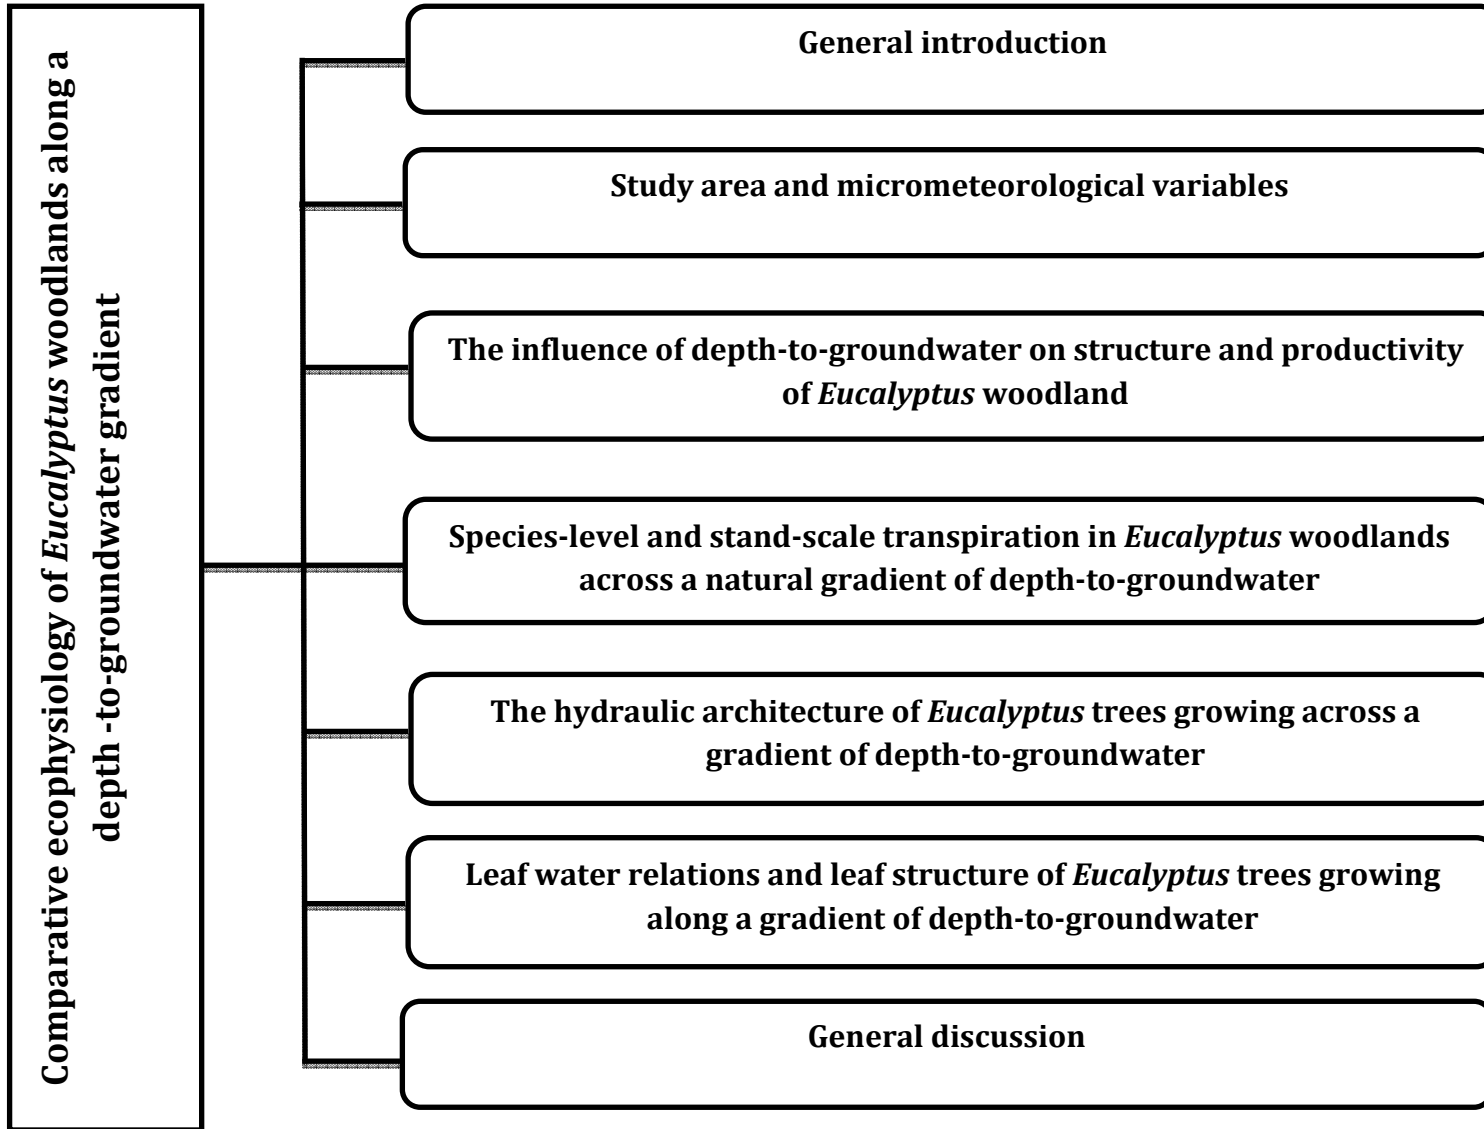 Comparative ecophysiology of Eucalyptus woodlands along a
depth -to-groundwater gradient
General introduction
Study area and micrometeorological variables
The influence of depth-to-groundwater on structure and productivity
of Eucalyptus woodland
Species-level and stand-scale transpiration in Eucalyptus woodlands
across a natural gradient of depth-to-groundwater
The hydraulic architecture of Eucalyptus trees growing across a
gradient of depth-to-groundwater
Leaf water relations and leaf structure of Eucalyptus trees growing
along a gradient of depth-to-groundwater
General discussion